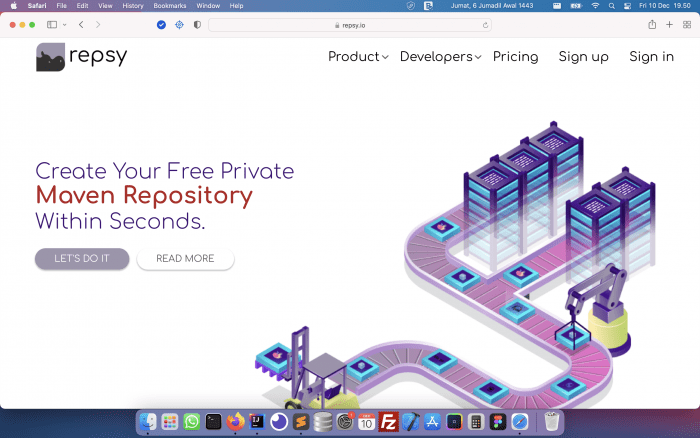 Safari File Edit View History Bookmarks Window Help Jumat, 6 Jumadil Awal 1443 Fri 10 Dec 19.50
repsy.io
repsy Product Developers Pricing Sign up Sign in
Create Your Free Private
Maven Repository
Within Seconds.
LET'S DO IT READ MORE
10